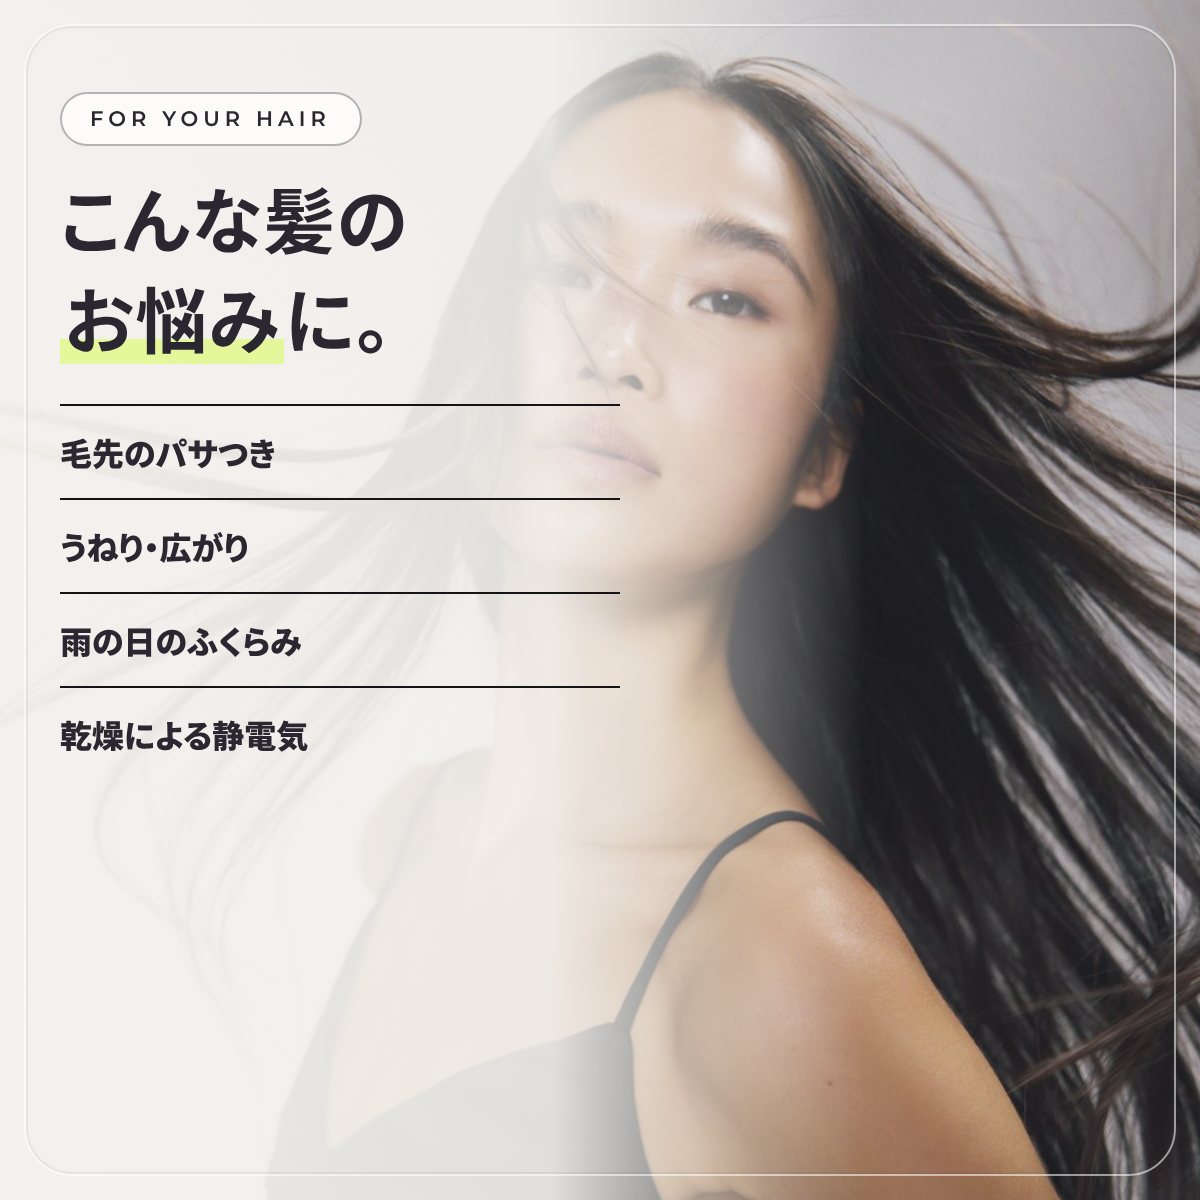 FOR YOUR HAIR
こんな髪の
お悩みに。
毛先のパサつき
うねり・広がり
雨の日のふくらみ
乾燥による静電気